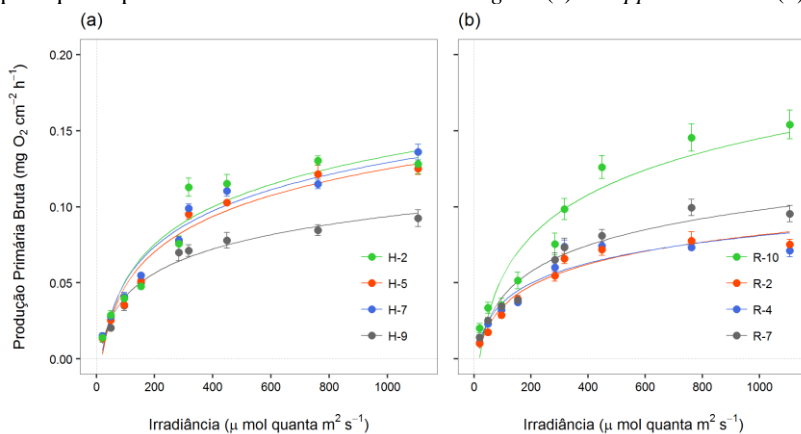 (a)
(b)
Produção Primária Bruta (mg O₂ cm⁻² h⁻¹)
0.20
0.15
0.10
0.05
0.00
H-2
H-5
H-7
H-9
R-10
R-2
R-4
R-7
0 200 400 600 800 1000
0 200 400 600 800 1000
Irradiância (μ mol quanta m² s⁻¹)
Irradiância (μ mol quanta m² s⁻¹)